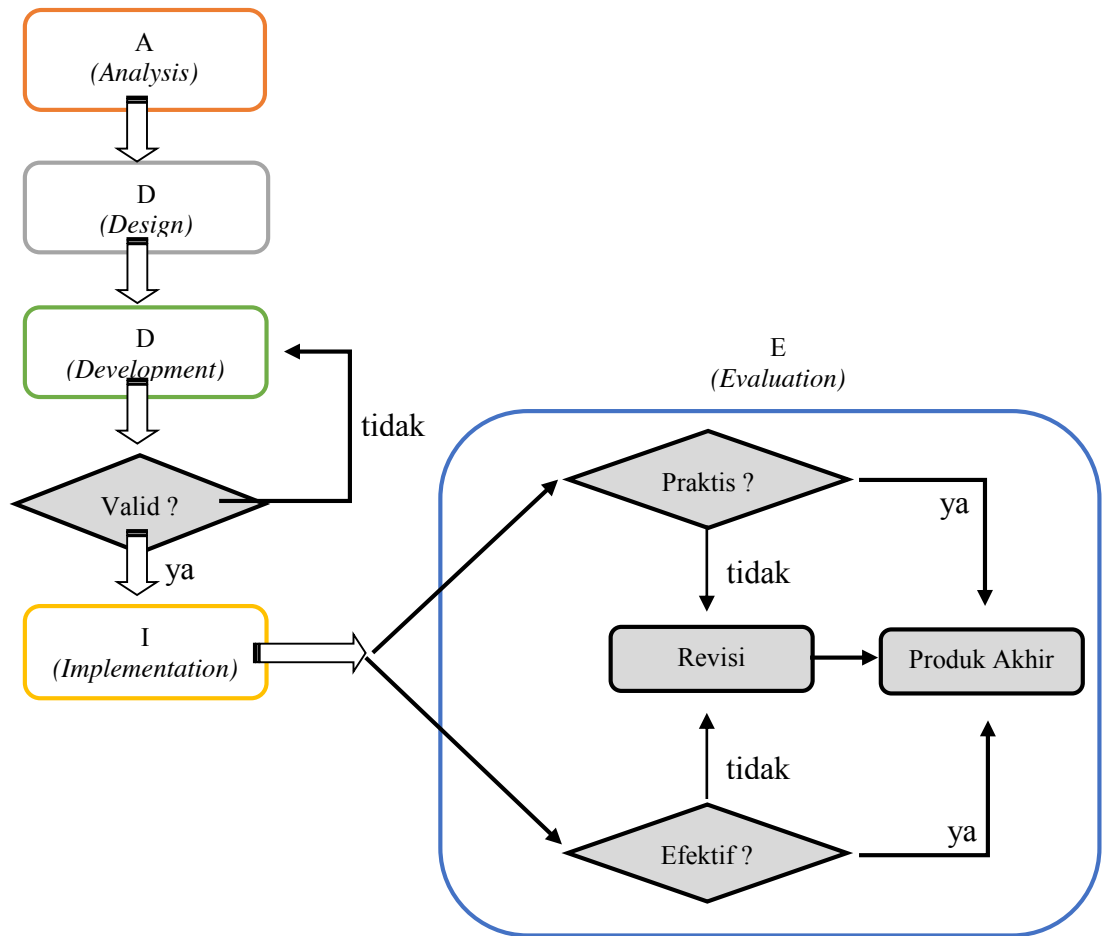 A
(Analysis)
D
(Design)
D
(Development)
tidak
Valid ?
ya
I
(Implementation)
E
(Evaluation)
Praktis ?
ya
tidak
Revisi
Produk Akhir
tidak
ya
Efektif ?